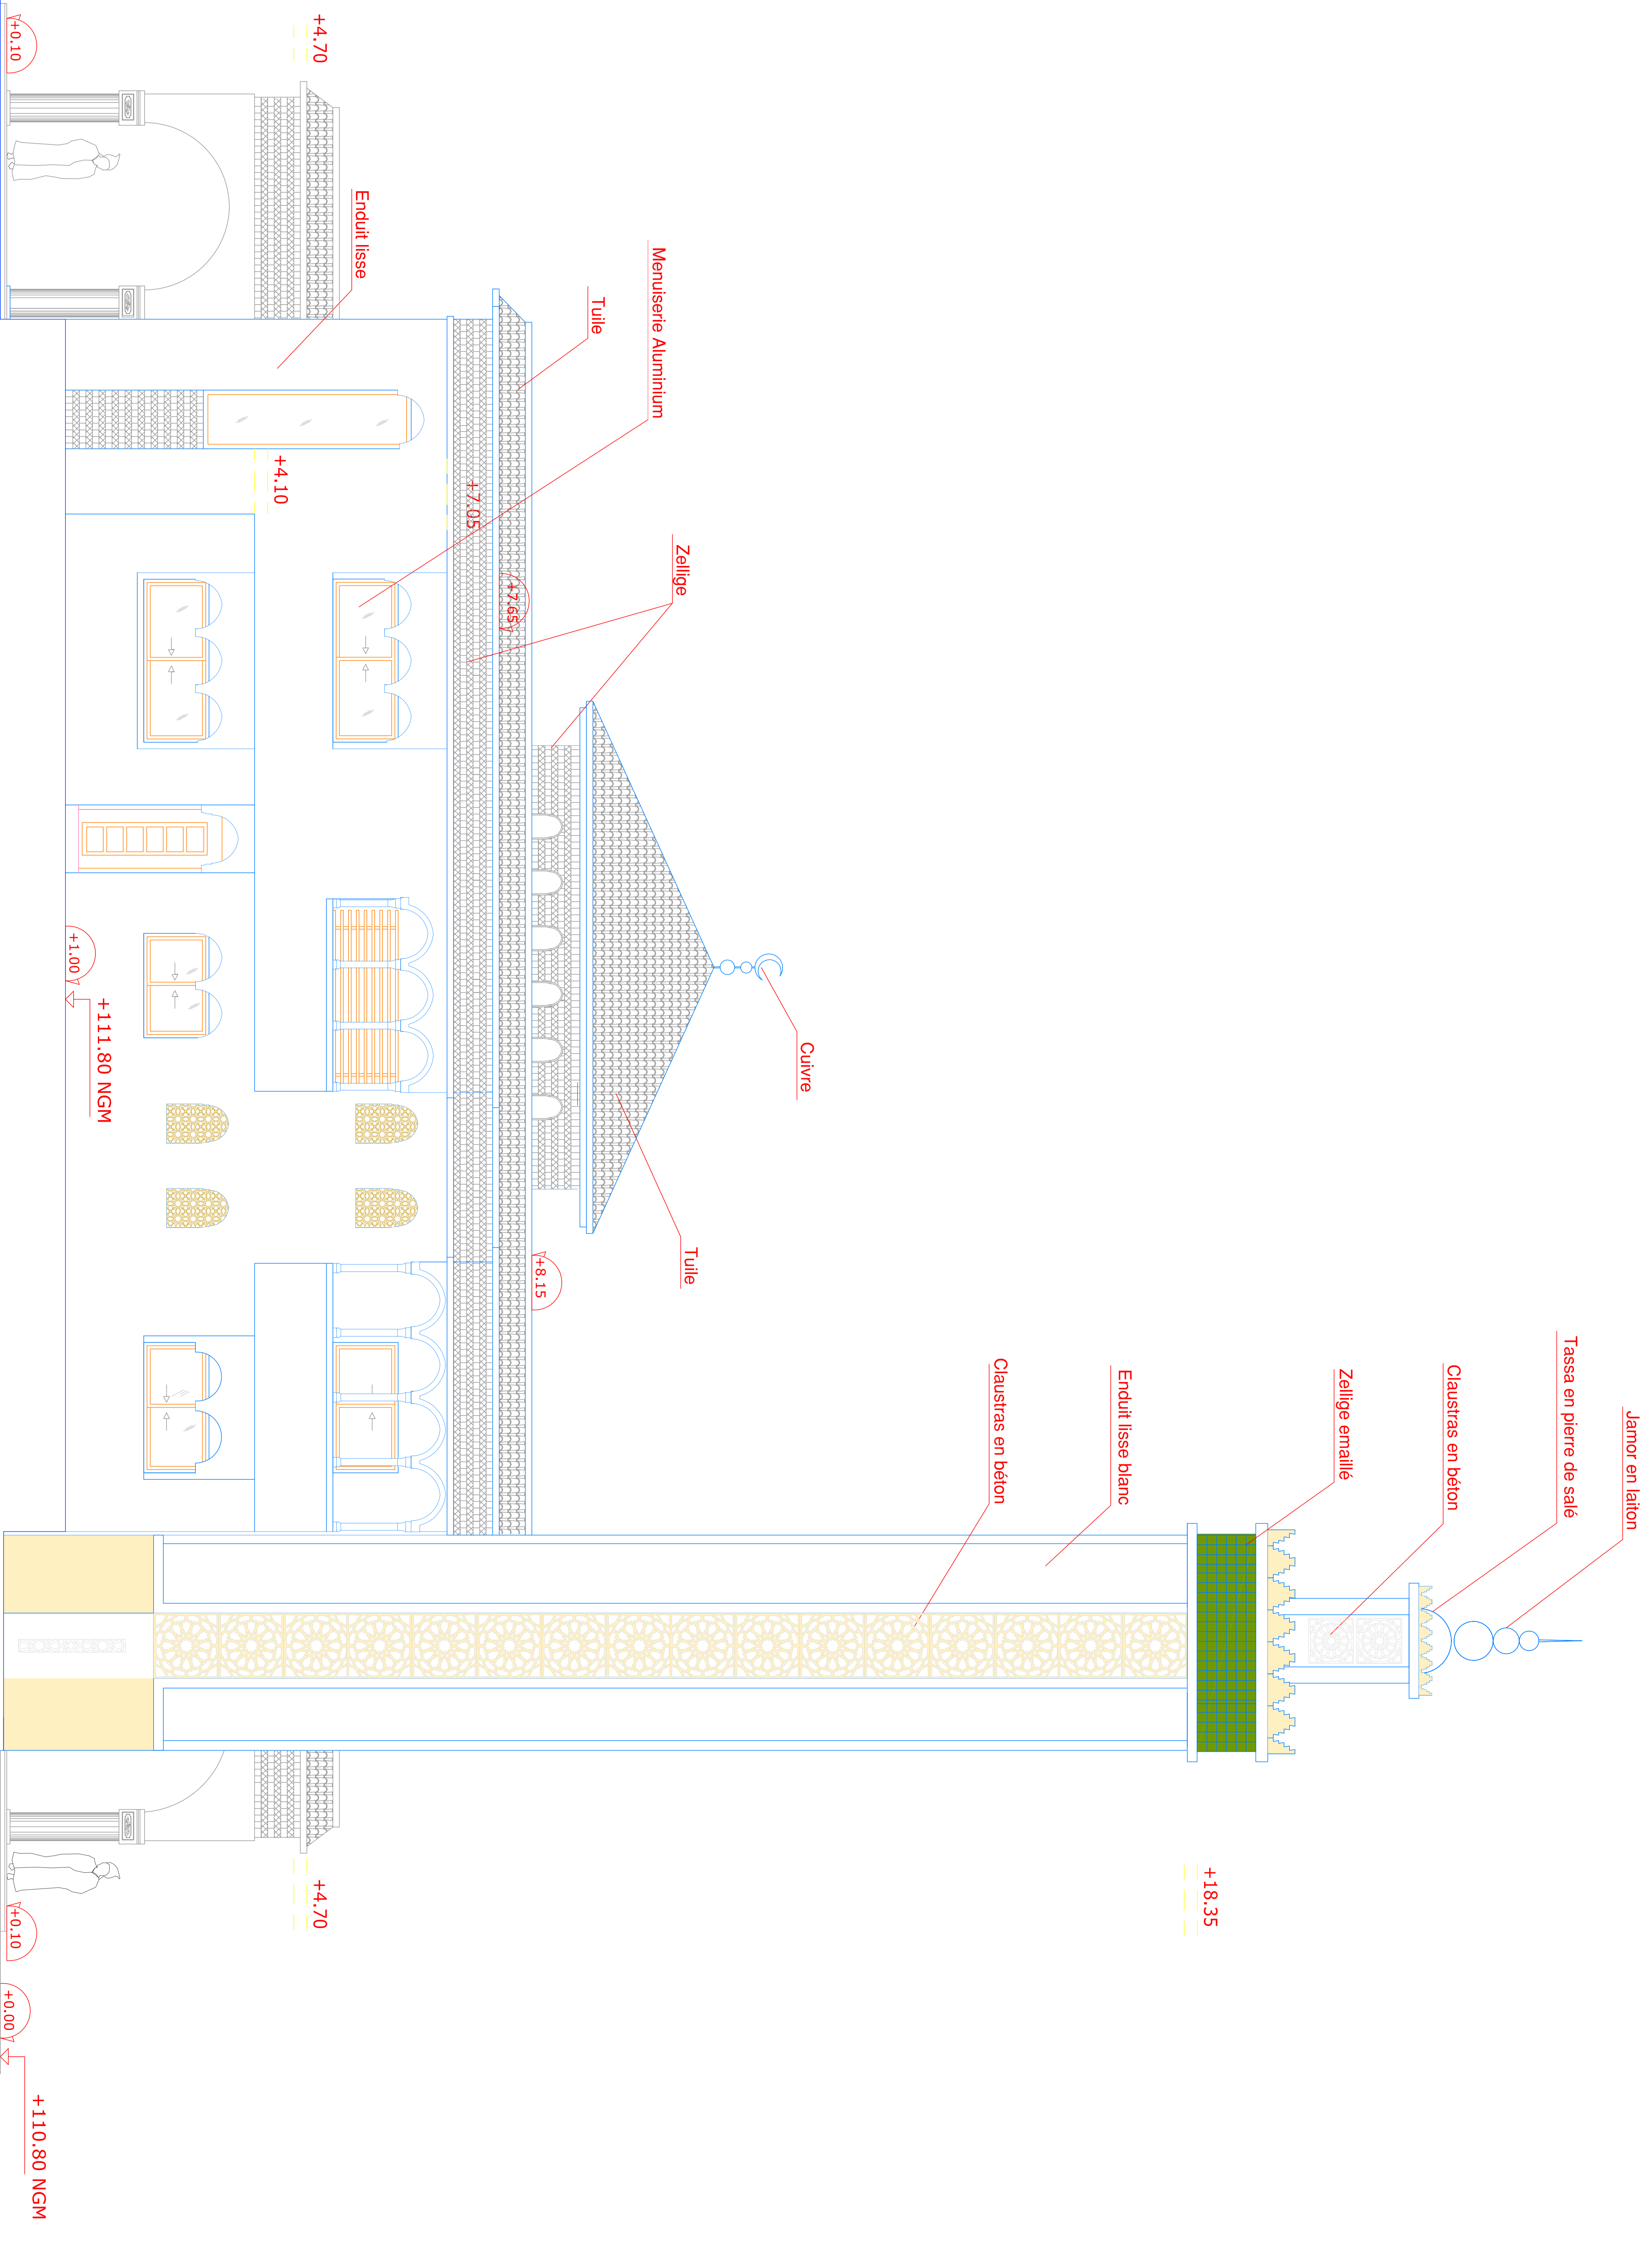 Jamor en laiton
Tassa en pierre de salé
Claustras en béton
Zellige emaillé
+18.35
Enduit lisse blanc
Claustras en béton
Cuivre
Tuile
Zellige
Menuiserie Aluminium
Tuile
+8.15
+7.65
+7.05
Enduit lisse
+4.70
+4.70
+4.10
+1.00
+111.80 NGM
+0.10
+0.10
+0.00
+110.80 NGM